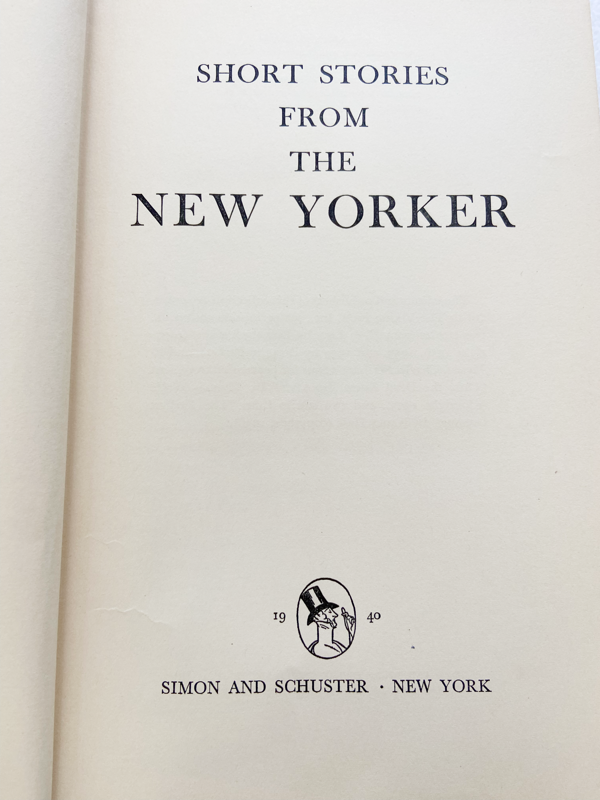 SHORT STORIES
FROM
THE
NEW YORKER
19 40
SIMON AND SCHUSTER · NEW YORK